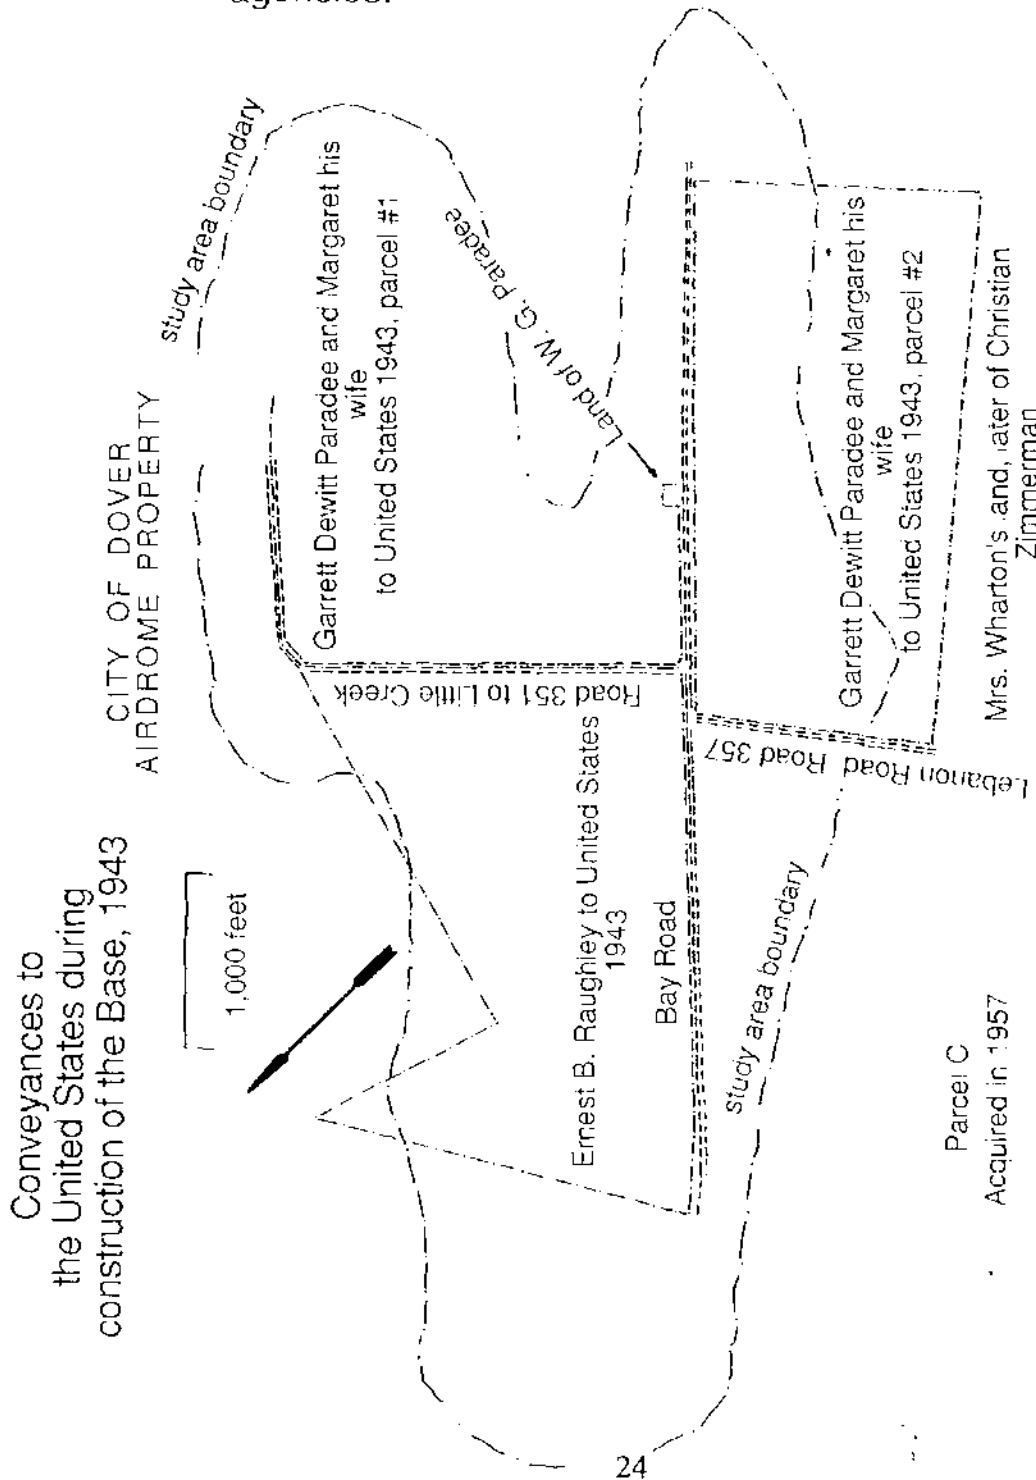 agencies.
Conveyances to
the United States during
construction of the Base, 1943
1,000 feet
CITY OF DOVER
AIRDROME PROPERTY
study area boundary
Garrett Dewitt Paradee and Margaret his
wife
to United States 1943, parcel #1
Land of W. G. Paradee
Road 351 to Little Creek
Ernest B. Raughley to United States
1943
Bay Road
study area boundary
Garrett Dewitt Paradee and Margaret his
wife
to United States 1943, parcel #2
Lebanon Road Road 357
Mrs. Wharton's land, later of Christian
Zimmerman
Parcel C
Acquired in 1957
24